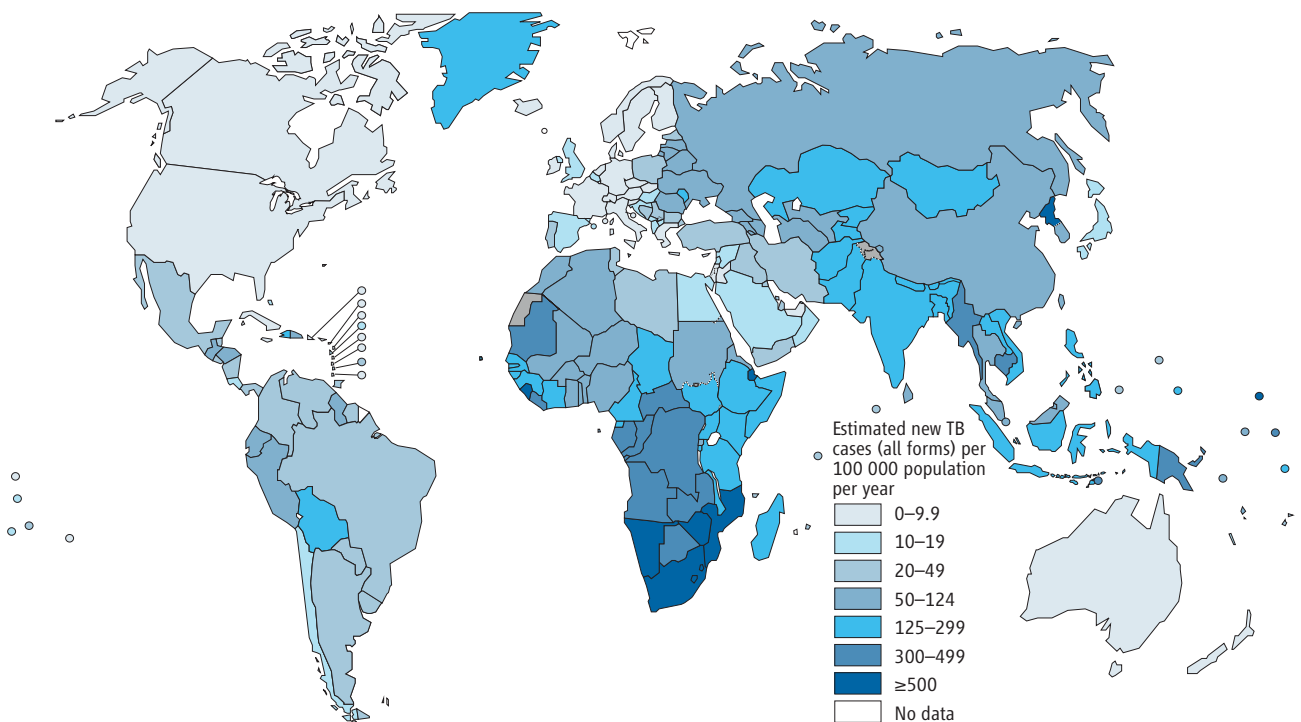 Estimated new TB
cases (all forms) per
100 000 population
per year
0–9.9
10–19
20–49
50–124
125–299
300–499
≥500
No data